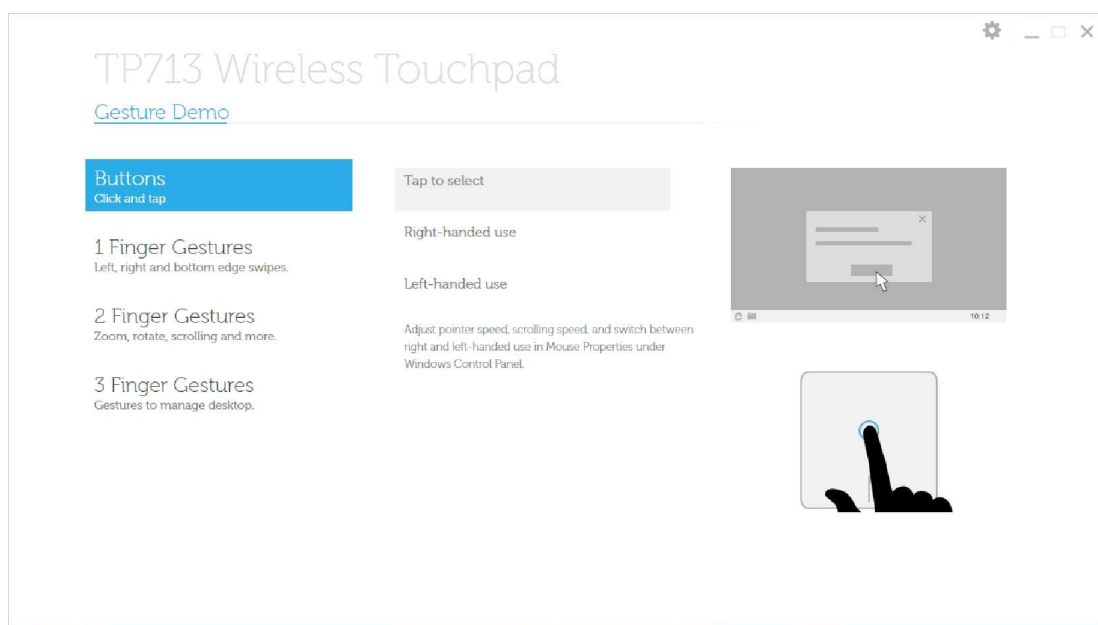 TP713 Wireless Touchpad
Gesture Demo
Buttons
Click and tap
1 Finger Gestures
Left, right and bottom edge swipes.
2 Finger Gestures
Zoom, rotate, scrolling and more.
3 Finger Gestures
Gestures to manage desktop.
Tap to select
Right-handed use
Left-handed use
Adjust pointer speed, scrolling speed, and switch between
right and left-handed use in Mouse Properties under
Windows Control Panel.
10:12